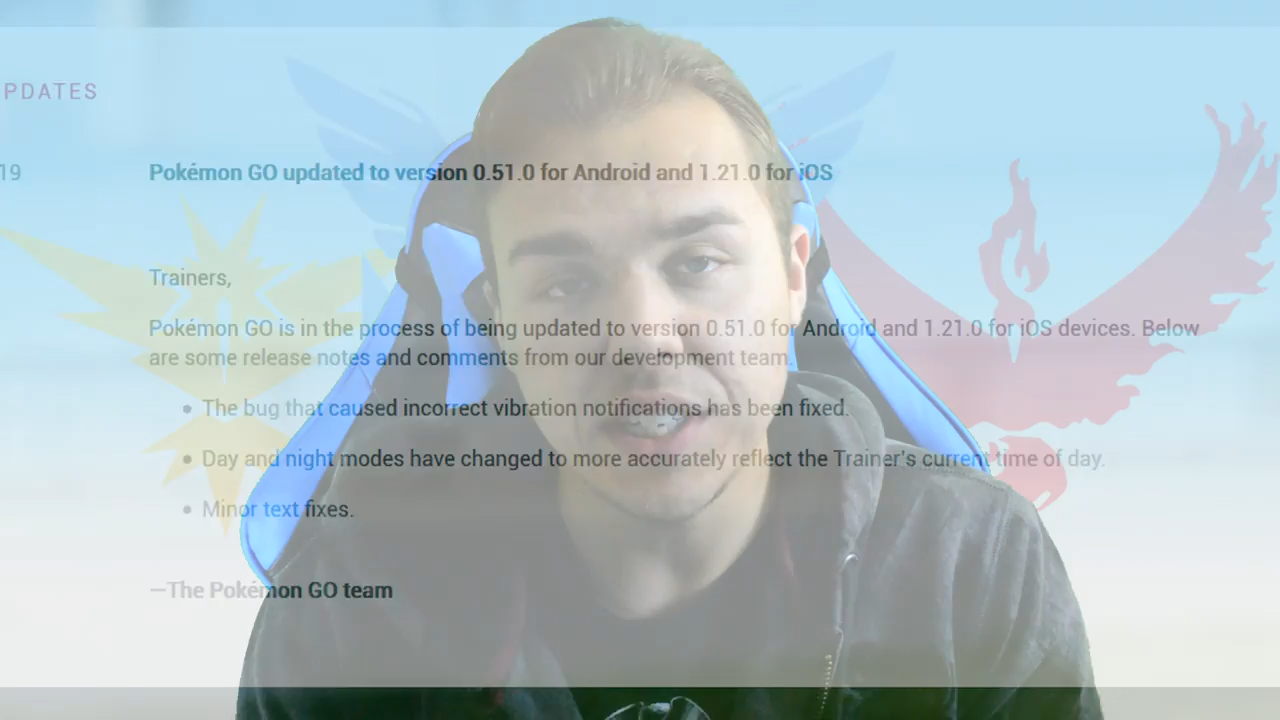 PDATES
19
Pokémon GO updated to version 0.51.0 for Android and 1.21.0 for iOS
Trainers,
Pokémon GO is in the process of being updated to version 0.51.0 for Android and 1.21.0 for iOS devices. Below
are some release notes and comments from our development team.
• The bug that caused incorrect vibration notifications has been fixed.
• Day and night modes have changed to more accurately reflect the Trainer's current time of day.
• Minor text fixes.
—The Pokémon GO team